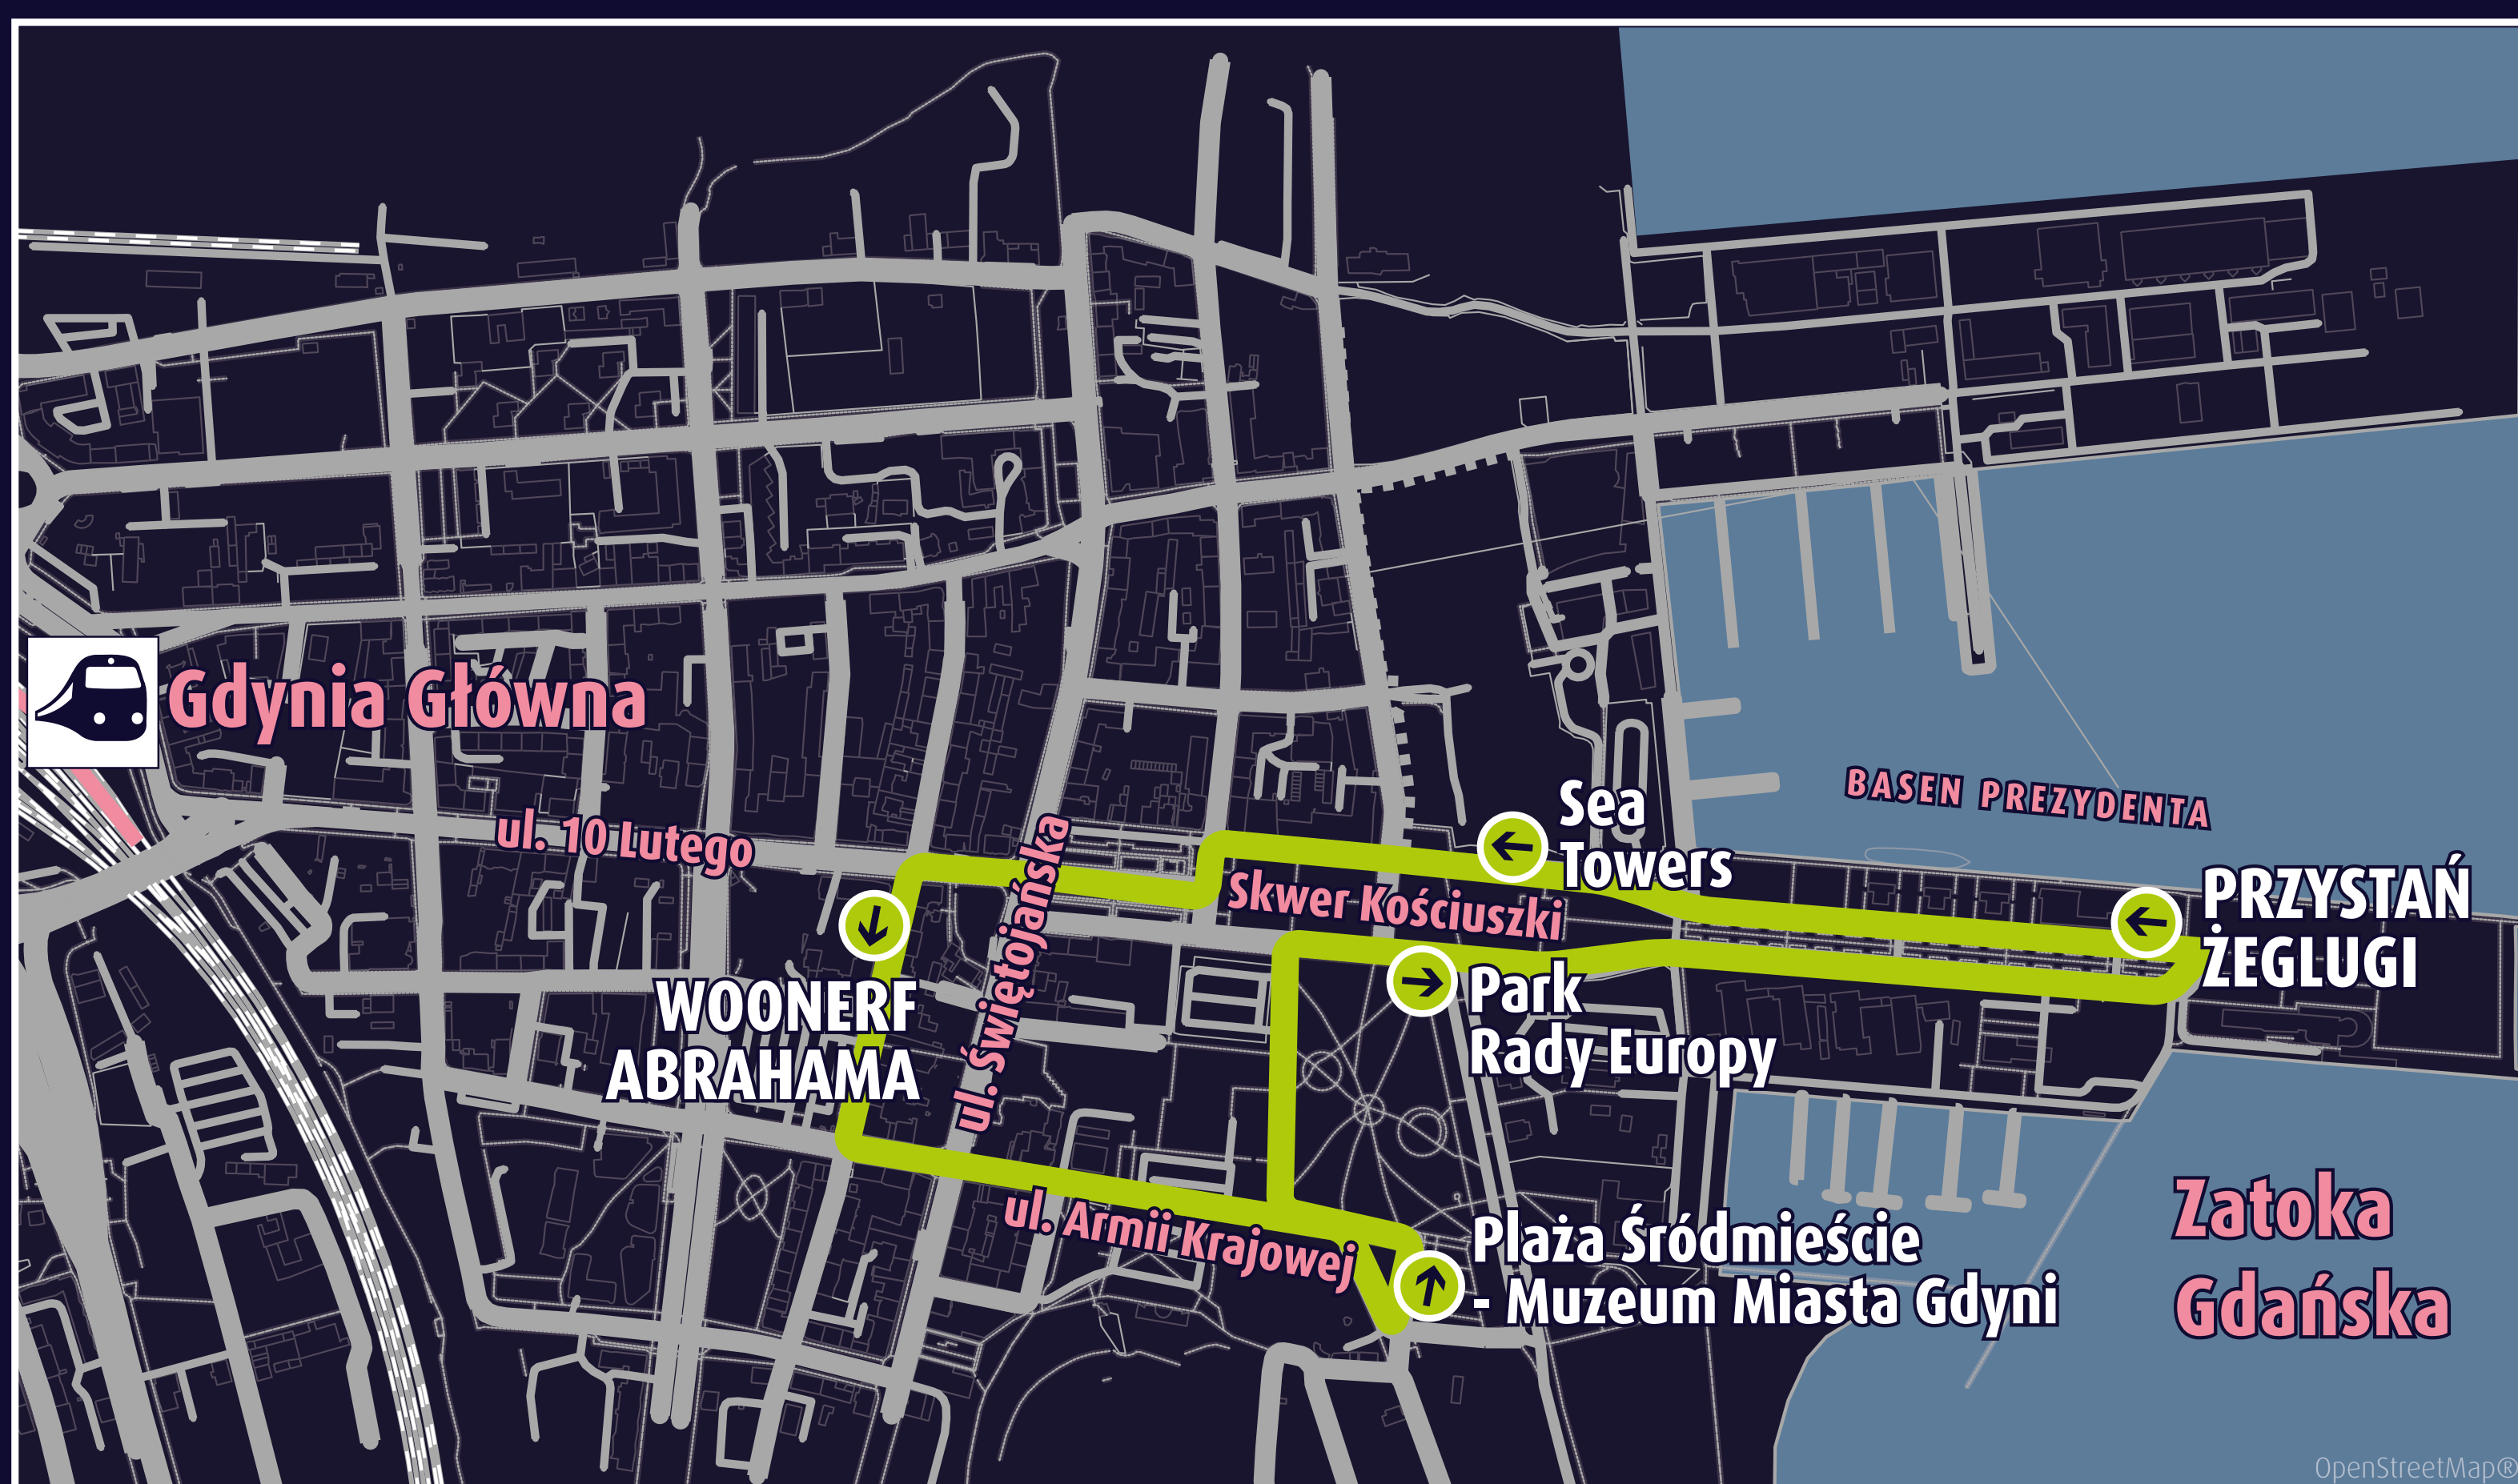 Gdynia Główna
ul. 10 Lutego
ul. Świętojańska
Sea
Towers
BASEN PREZYDENTA
Skwer Kościuszki
PRZYSTAŃ
ŻEGLUGI
WOONERF
ABRAHAMA
Park
Rady Europy
ul. Armii Krajowej
Plaża Śródmieście
- Muzeum Miasta Gdyni
Zatoka
Gdańska
OpenStreetMap®